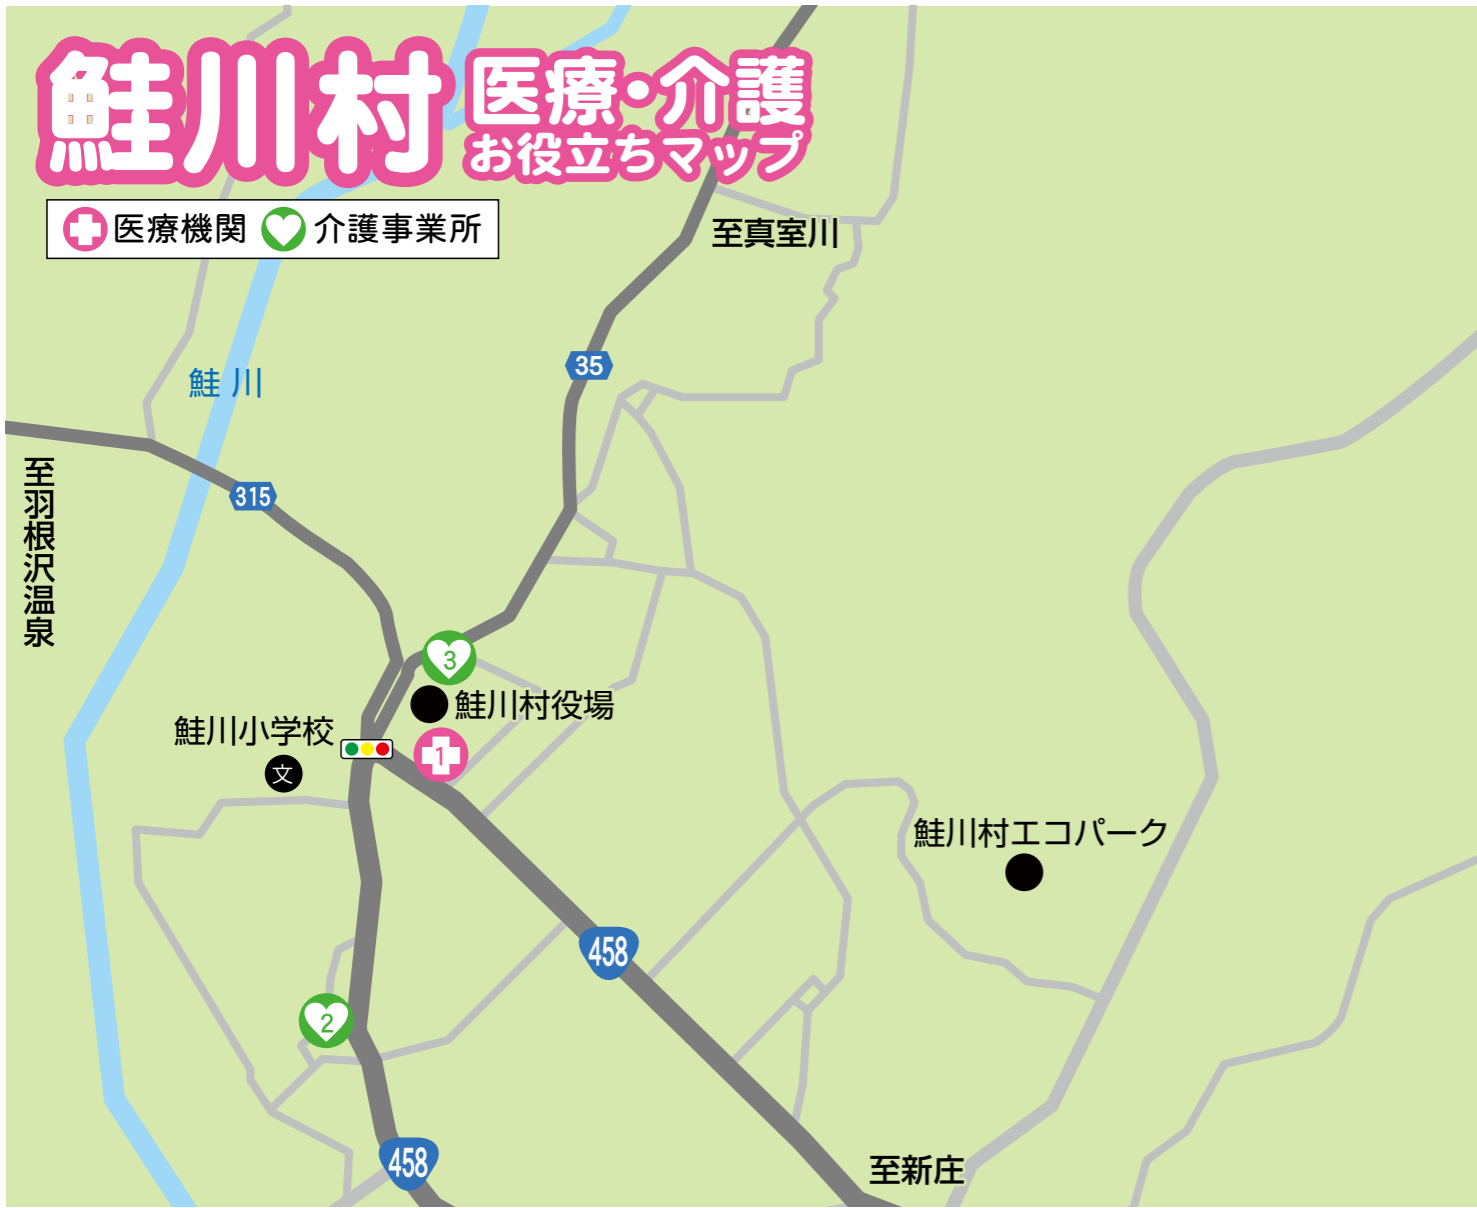 鮭川村
医療・介護
お役立ちマップ
医療機関 介護事業所
至真室川
35
鮭川
至羽根沢温泉
315
3
鮭川村役場
鮭川小学校
1
文
鮭川村エコパーク
458
2
458
至新庄